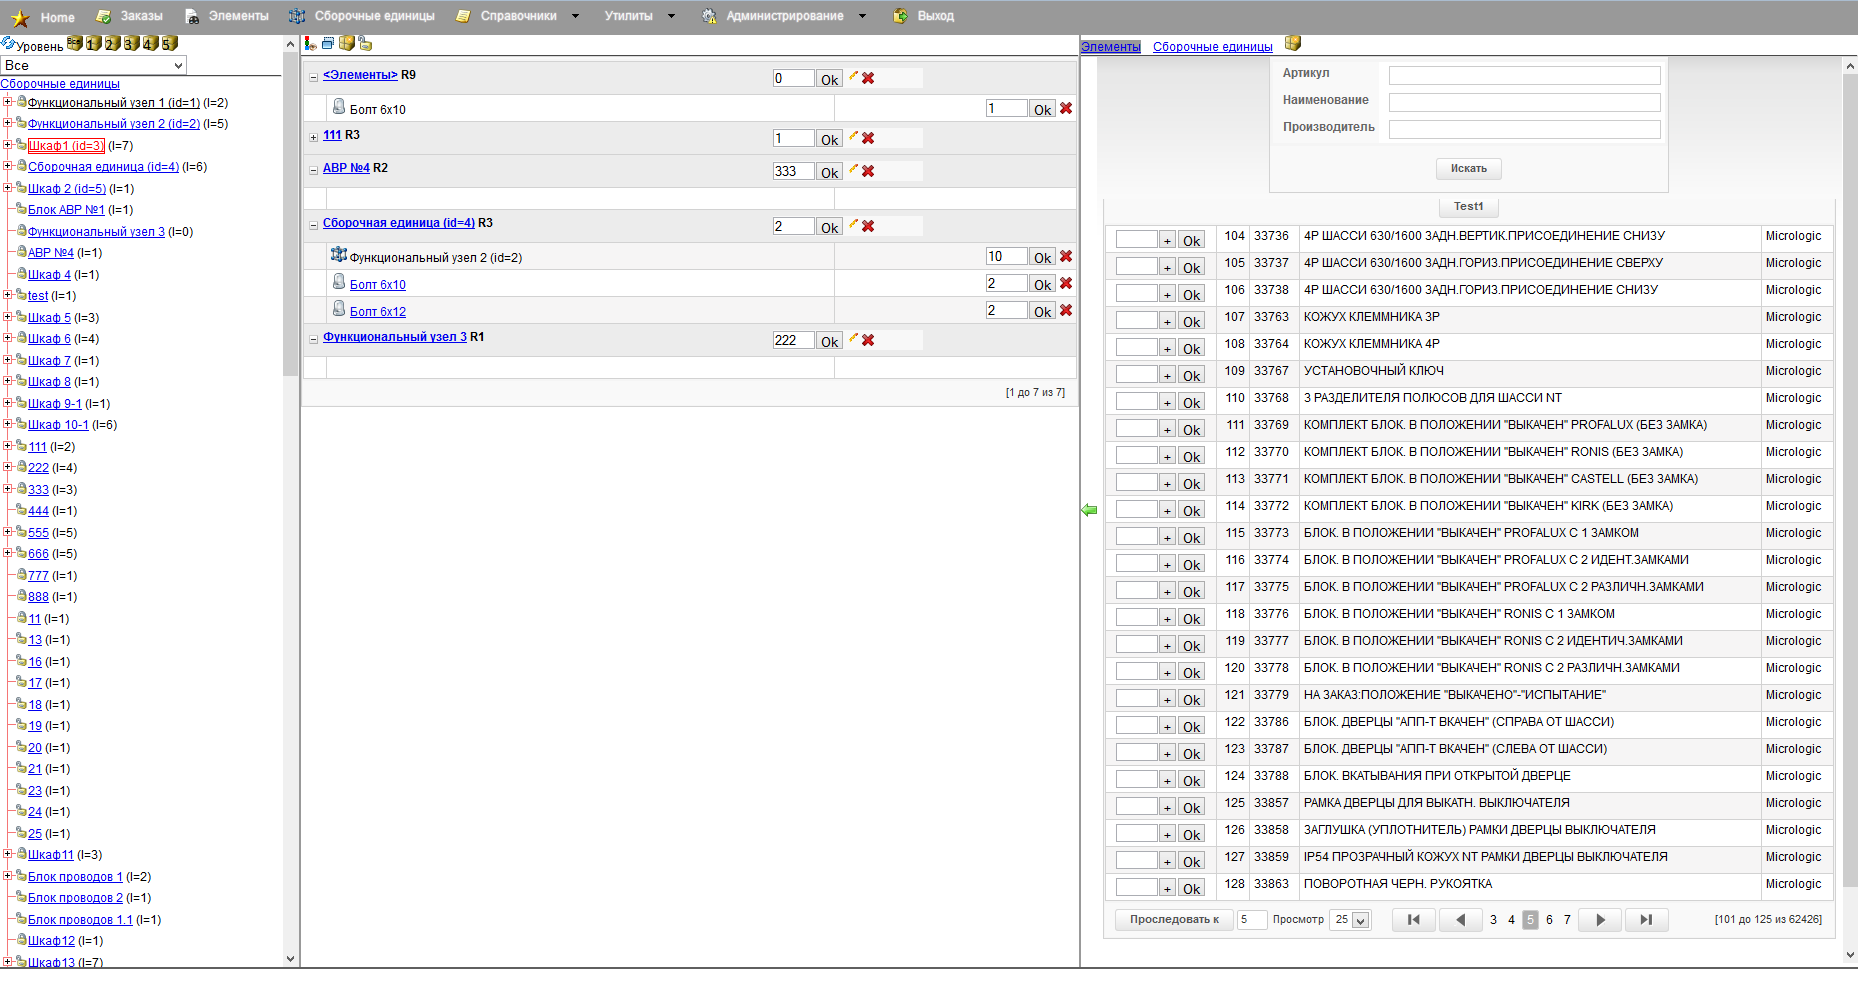 Home Заказы Элементы Сборочные единицы Справочники Утилиты Администрирование Выход
Уровень Все 1 2 3 4 5
Все
Сборочные единицы
Функциональный узел 1 (id=1) (I=2)
Функциональный узел 2 (id=2) (I=5)
Шкаф1 (id=3) (I=7)
Сборочная единица (id=4) (I=6)
Шкаф 2 (id=5) (I=1)
Блок АВР №1 (I=1)
Функциональный узел 3 (I=0)
АВР №4 (I=1)
Шкаф 4 (I=1)
test (I=1)
Шкаф 5 (I=3)
Шкаф 6 (I=4)
Шкаф 7 (I=1)
Шкаф 8 (I=1)
Шкаф 9-1 (I=1)
Шкаф 10-1 (I=6)
111 (I=2)
222 (I=4)
333 (I=3)
444 (I=1)
555 (I=5)
666 (I=5)
777 (I=1)
888 (I=1)
11 (I=1)
13 (I=1)
16 (I=1)
17 (I=1)
18 (I=1)
19 (I=1)
20 (I=1)
21 (I=1)
23 (I=1)
24 (I=1)
25 (I=1)
Шкаф11 (I=3)
Блок проводов 1 (I=2)
Блок проводов 2 (I=1)
Блок проводов 1.1 (I=1)
Шкаф12 (I=1)
Шкаф13 (I=7)
<Элементы> R9 0 Ok
Болт 6х10 1 Ok
111 R3 1 Ok
АВР №4 R2 333 Ok
Сборочная единица (id=4) R3 2 Ok
Функциональный узел 2 (id=2) 10 Ok
Болт 6х10 2 Ok
Болт 6х12 2 Ok
Функциональный узел 3 R1 222 Ok
[1 до 7 из 7]
Элементы Сборочные единицы
Артикул
Наименование
Производитель
Искать
Test1
+ Ok 104 33736 4Р ШАССИ 630/1600 ЗАДН.ВЕРТИК.ПРИСОЕДИНЕНИЕ СНИЗУ Micrologic
+ Ok 105 33737 4Р ШАССИ 630/1600 ЗАДН.ГОРИЗ.ПРИСОЕДИНЕНИЕ СВЕРХУ Micrologic
+ Ok 106 33738 4Р ШАССИ 630/1600 ЗАДН.ГОРИЗ.ПРИСОЕДИНЕНИЕ СНИЗУ Micrologic
+ Ok 107 33763 КОЖУХ КЛЕММНИКА 3Р Micrologic
+ Ok 108 33764 КОЖУХ КЛЕММНИКА 4Р Micrologic
+ Ok 109 33767 УСТАНОВОЧНЫЙ КЛЮЧ Micrologic
+ Ok 110 33768 3 РАЗДЕЛИТЕЛЯ ПОЛЮСОВ ДЛЯ ШАССИ NT Micrologic
+ Ok 111 33769 КОМПЛЕКТ БЛОК. В ПОЛОЖЕНИИ "ВЫКАЧЕН" PROFALUX (БЕЗ ЗАМКА) Micrologic
+ Ok 112 33770 КОМПЛЕКТ БЛОК. В ПОЛОЖЕНИИ "ВЫКАЧЕН" RONIS (БЕЗ ЗАМКА) Micrologic
+ Ok 113 33771 КОМПЛЕКТ БЛОК. В ПОЛОЖЕНИИ "ВЫКАЧЕН" CASTELL (БЕЗ ЗАМКА) Micrologic
+ Ok 114 33772 КОМПЛЕКТ БЛОК. В ПОЛОЖЕНИИ "ВЫКАЧЕН" KIRK (БЕЗ ЗАМКА) Micrologic
+ Ok 115 33773 БЛОК. В ПОЛОЖЕНИИ "ВЫКАЧЕН" PROFALUX С 1 ЗАМКОМ Micrologic
+ Ok 116 33774 БЛОК. В ПОЛОЖЕНИИ "ВЫКАЧЕН" PROFALUX С 2 ИДЕНТ.ЗАМКАМИ Micrologic
+ Ok 117 33775 БЛОК. В ПОЛОЖЕНИИ "ВЫКАЧЕН" PROFALUX С 2 РАЗЛИЧН.ЗАМКАМИ Micrologic
+ Ok 118 33776 БЛОК. В ПОЛОЖЕНИИ "ВЫКАЧЕН" RONIS С 1 ЗАМКОМ Micrologic
+ Ok 119 33777 БЛОК. В ПОЛОЖЕНИИ "ВЫКАЧЕН" RONIS С 2 ИДЕНТИЧ.ЗАМКАМИ Micrologic
+ Ok 120 33778 БЛОК. В ПОЛОЖЕНИИ "ВЫКАЧЕН" RONIS С 2 РАЗЛИЧН.ЗАМКАМИ Micrologic
+ Ok 121 33779 НА ЗАКАЗ:ПОЛОЖЕНИЕ "ВЫКАЧЕНО"-"ИСПЫТАНИЕ" Micrologic
+ Ok 122 33786 БЛОК. ДВЕРЦЫ "АПП-Т ВКАЧЕН" (СПРАВА ОТ ШАССИ) Micrologic
+ Ok 123 33787 БЛОК. ДВЕРЦЫ "АПП-Т ВКАЧЕН" (СЛЕВА ОТ ШАССИ) Micrologic
+ Ok 124 33788 БЛОК. ВКАТЫВАНИЯ ПРИ ОТКРЫТОЙ ДВЕРЦЕ Micrologic
+ Ok 125 33857 РАМКА ДВЕРЦЫ ДЛЯ ВЫКАТН. ВЫКЛЮЧАТЕЛЯ Micrologic
+ Ok 126 33858 ЗАГЛУШКА (УПЛОТНИТЕЛЬ) РАМКИ ДВЕРЦЫ ВЫКЛЮЧАТЕЛЯ Micrologic
+ Ok 127 33859 IP54 ПРОЗРАЧНЫЙ КОЖУХ NT РАМКИ ДВЕРЦЫ ВЫКЛЮЧАТЕЛЯ Micrologic
+ Ok 128 33863 ПОВОРОТНАЯ ЧЕРН. РУКОЯТКА Micrologic
Проследовать к 5 Просмотр 25 3 4 5 6 7 [101 до 125 из 62426]